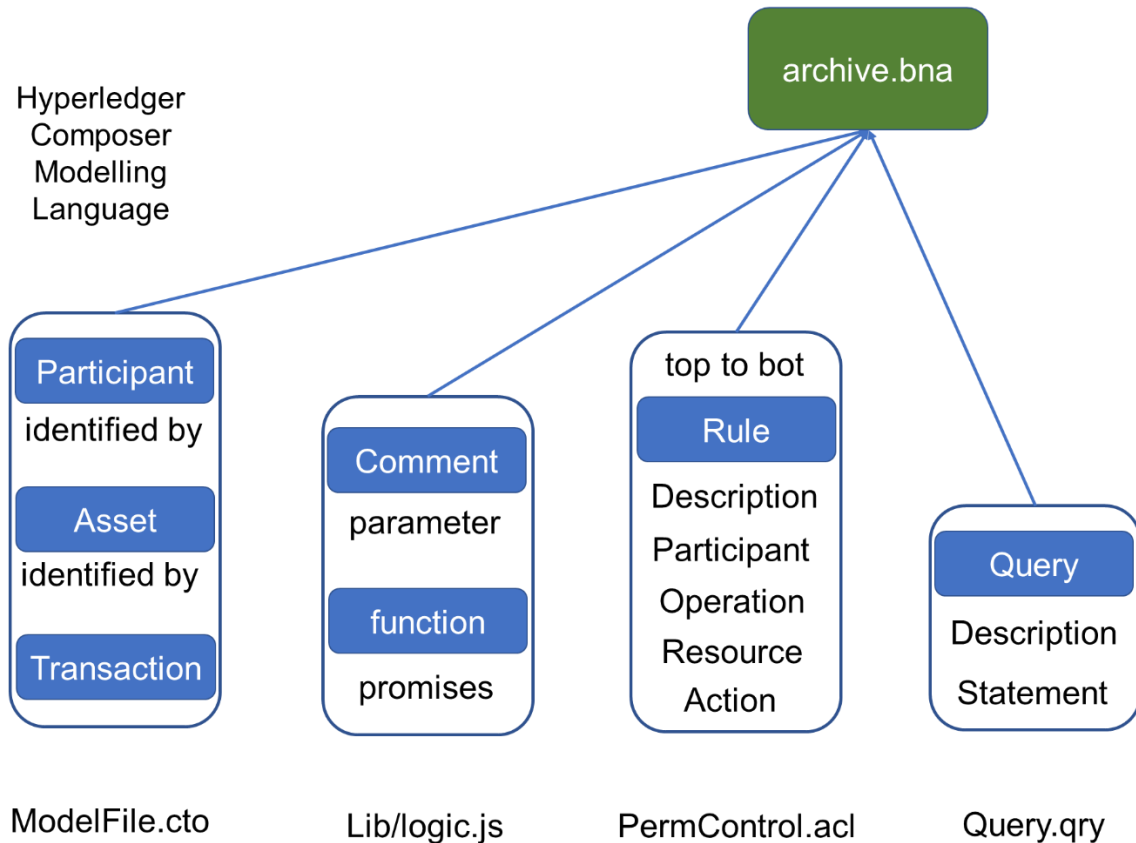 archive.bna
Hyperledger
Composer
Modelling
Language
Participant
identified by
Asset
identified by
Transaction
ModelFile.cto
Comment
parameter
function
promises
Lib/logic.js
top to bot
Rule
Description
Participant
Operation
Resource
Action
PermControl.acl
Query
Description
Statement
Query.qry